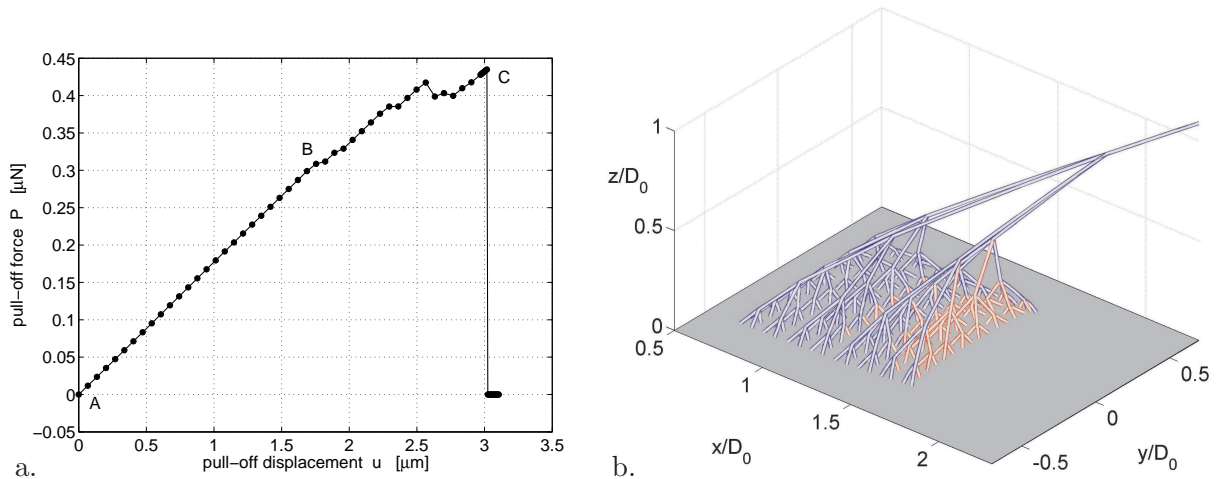 0.45
0.4
0.35
0.3
0.25
0.2
0.15
0.1
0.05
0
−0.05
pull−off force P [μN]
A
B
C
0 0.5 1 1.5 2 2.5 3 3.5
pull−off displacement u [μm]
a.
1
z/D0
0.5
0
0.5
1
1.5
2
x/D0
-0.5
0
0.5
y/D0
b.